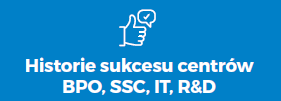 Historie sukcesu centrów
BPO, SSC, IT, R&D